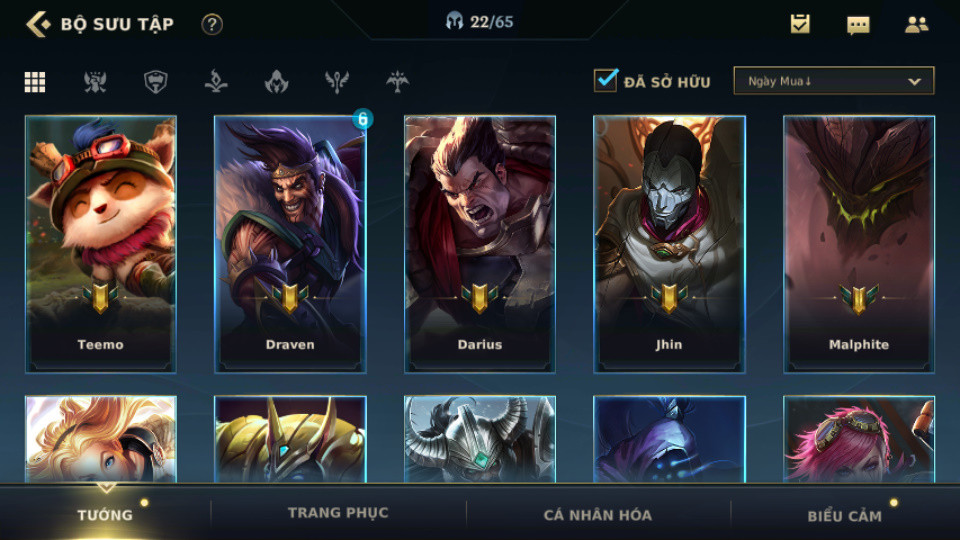 BỘ SƯU TẬP
?
22/65
ĐÃ SỞ HỮU
Ngày Mua↓
6
Teemo
Draven
Darius
Jhin
Malphite
TƯỚNG
TRANG PHỤC
CÁ NHÂN HÓA
BIỂU CẢM